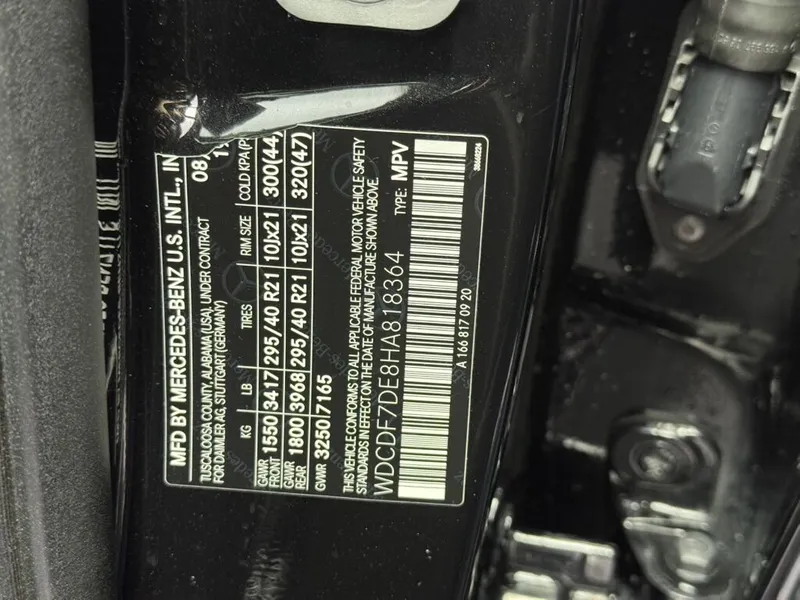 MFD BY MERCEDES-BENZ U.S. INTL., IN
TUSCALOOSA COUNTY, ALABAMA (USA), UNDER CONTRACT
FOR DAIMLER AG, STUTTGART (GERMANY)
08
KG LB TIRES RIM SIZE COLD KPA
GAWR FRONT 1550 3417 295/40 R21 10Jx21 300(44)
GAWR REAR 1800 3968 295/40 R21 10Jx21 320(47)
GVWR 3250 7165
THIS VEHICLE CONFORMS TO ALL APPLICABLE FEDERAL MOTOR VEHICLE SAFETY
STANDARDS IN EFFECT ON THE DATE OF MANUFACTURE SHOWN ABOVE.
WDCDF7DE8HA818364 TYPE: MPV
A 166 817 09 20